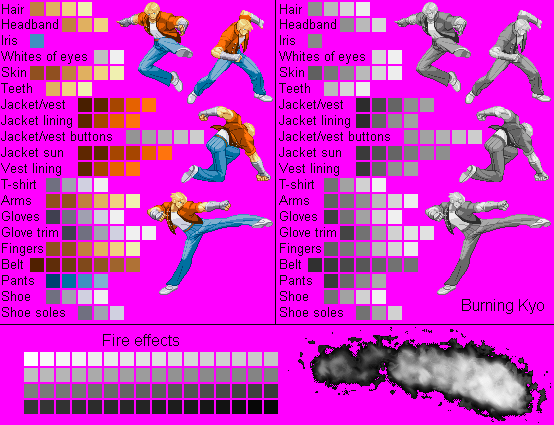 Hair
Headband
Iris
Whites of eyes
Skin
Teeth
Jacket/vest
Jacket lining
Jacket/vest buttons
Jacket sun
Vest lining
T-shirt
Arms
Gloves
Glove trim
Fingers
Belt
Pants
Shoe
Shoe soles
Hair
Headband
Iris
Whites of eyes
Skin
Teeth
Jacket/vest
Jacket lining
Jacket/vest buttons
Jacket sun
Vest lining
T-shirt
Arms
Gloves
Glove trim
Fingers
Belt
Pants
Shoe
Shoe soles
Burning Kyo
Fire effects